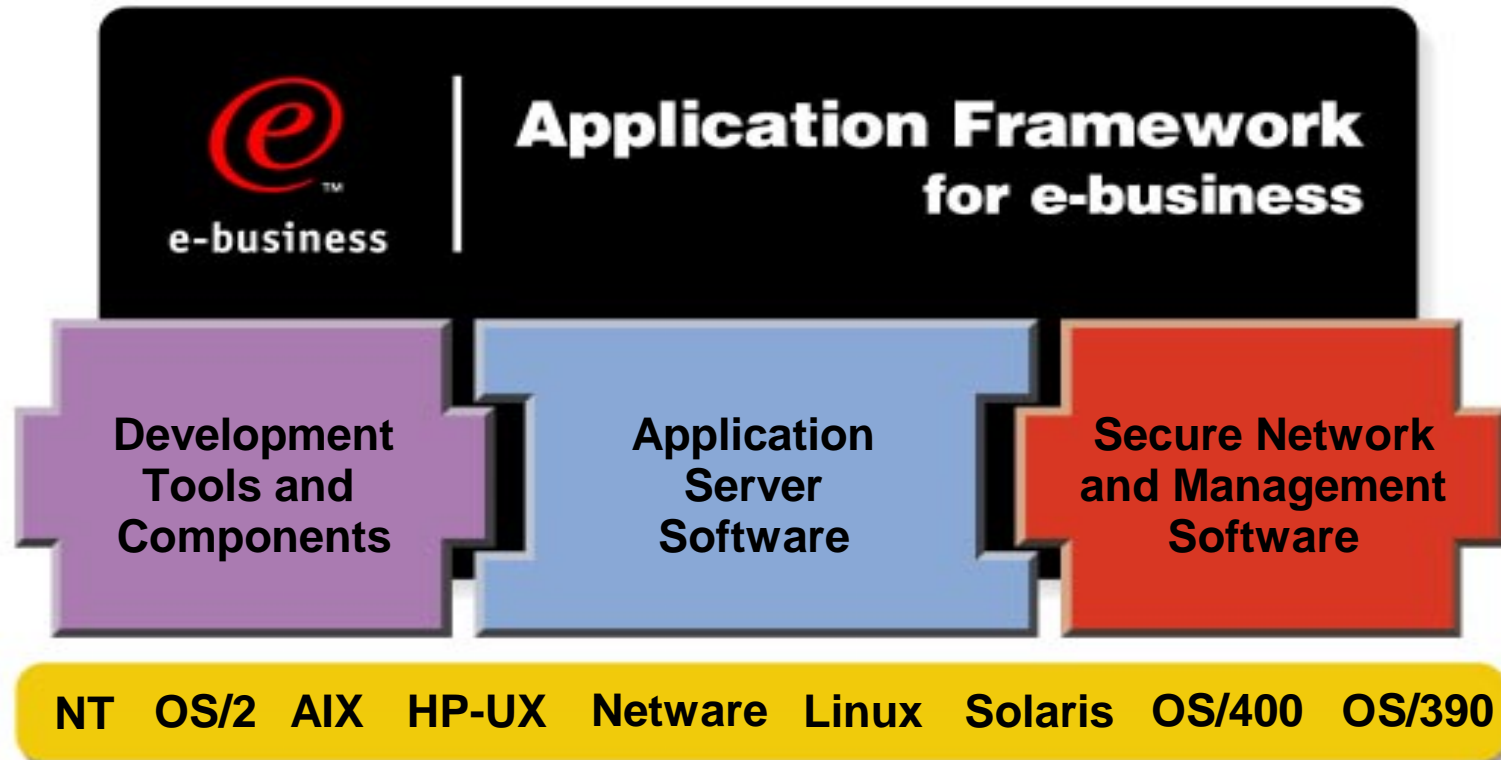 e
TM
e-business
Application Framework
for e-business
Development
Tools and
Components
Application
Server
Software
Secure Network
and Management
Software
NT OS/2 AIX HP-UX Netware Linux Solaris OS/400 OS/390